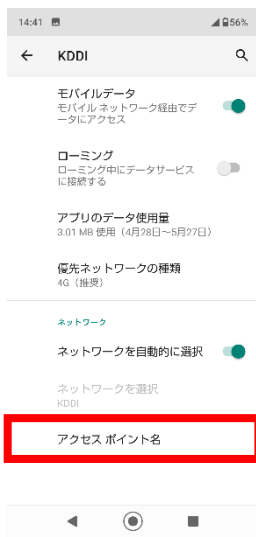 14:41 56%
KDDI
モバイルデータ
モバイル ネットワーク経由でデ
ータにアクセス
ローミング
ローミング中にデータサービス
に接続する
アプリのデータ使用量
3.01 MB 使用（4月28日～5月27日）
優先ネットワークの種類
4G（推奨）
ネットワーク
ネットワークを自動的に選択
ネットワークを選択
KDDI
アクセス ポイント名